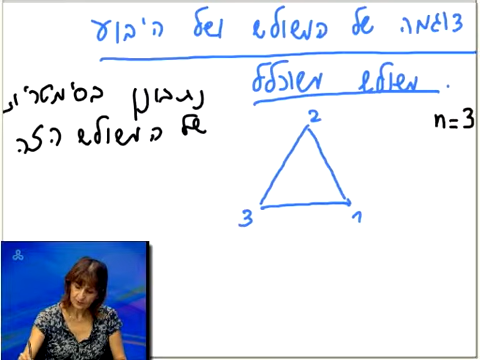 דוגמה של המשולש ושל הריבוע
משולש משוכלל.
n=3
נתבונן בסימטריות
של המשולש הזה
2
3
1